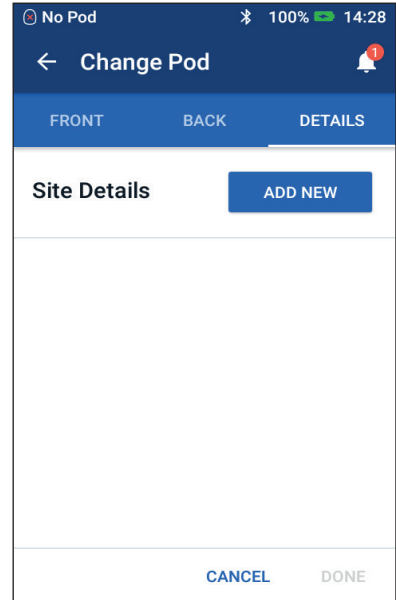 No Pod 100% 14:28
Change Pod 1
FRONT BACK DETAILS
Site Details ADD NEW
CANCEL DONE